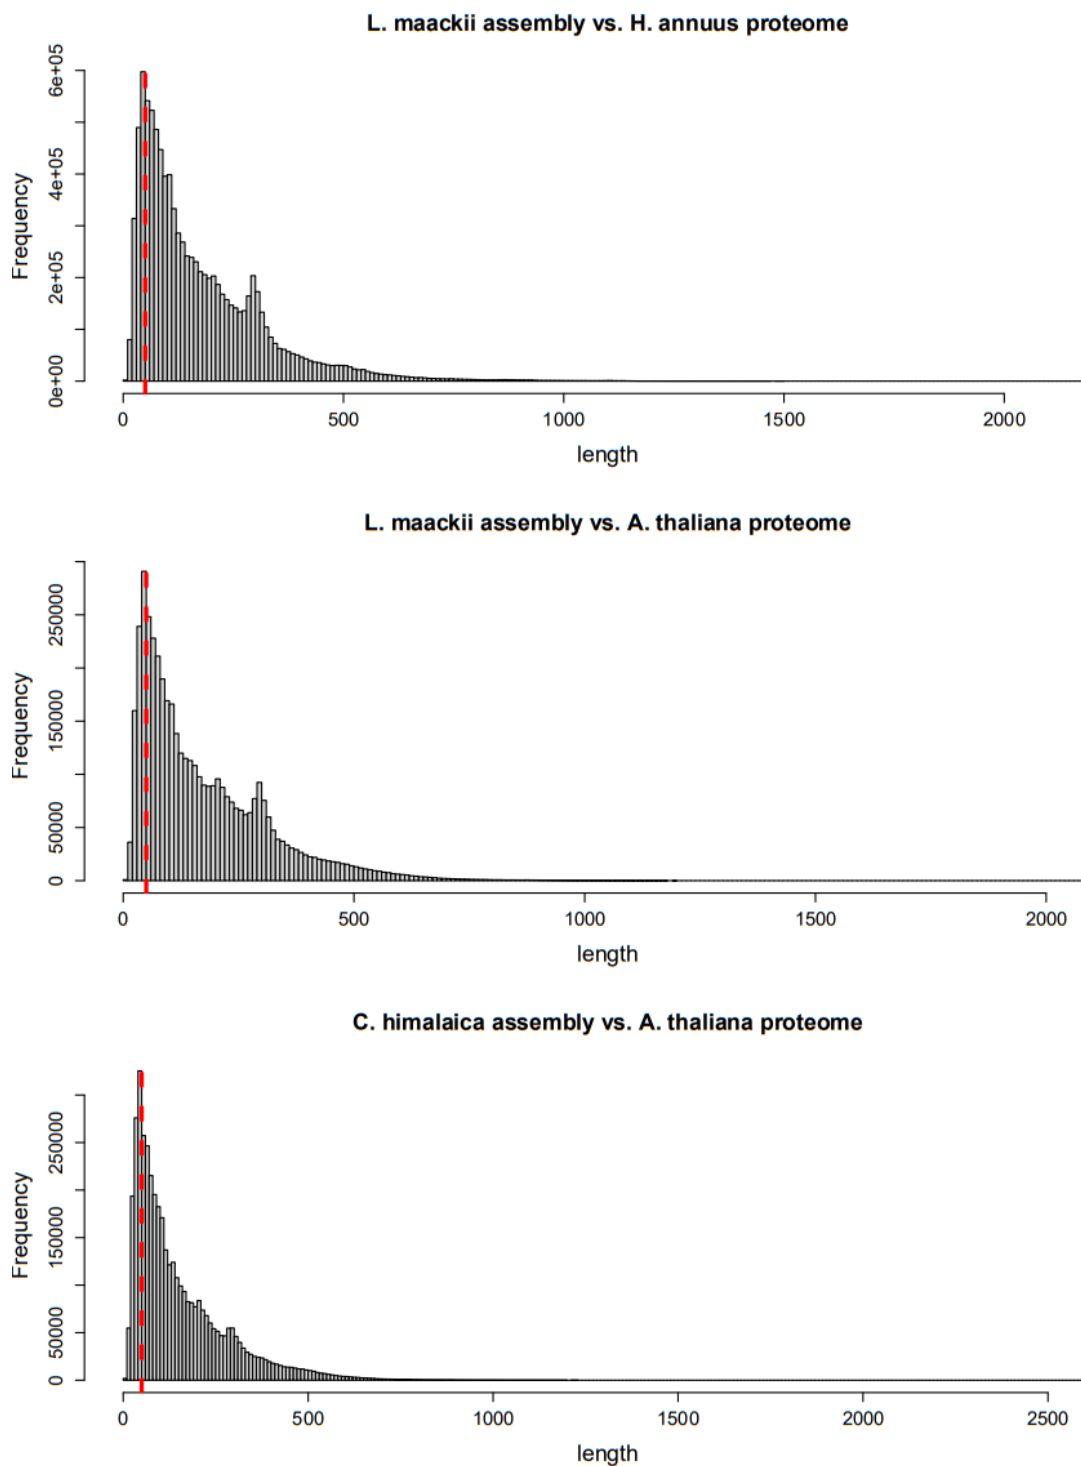 L. maackii assembly vs. H. annuus proteome
Frequency
6e+05
4e+05
2e+05
0e+00
0 500 1000 1500 2000
length
L. maackii assembly vs. A. thaliana proteome
Frequency
250000
150000
50000
0
0 500 1000 1500 2000
length
C. himalaica assembly vs. A. thaliana proteome
Frequency
250000
150000
50000
0
0 500 1000 1500 2000 2500
length